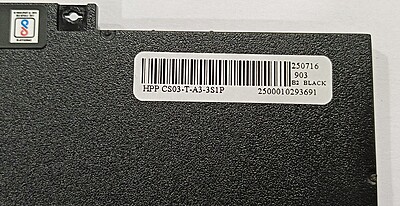 250716
903
B2 BLACK
HPP CS03-T-A3-3S1P
2500010293691